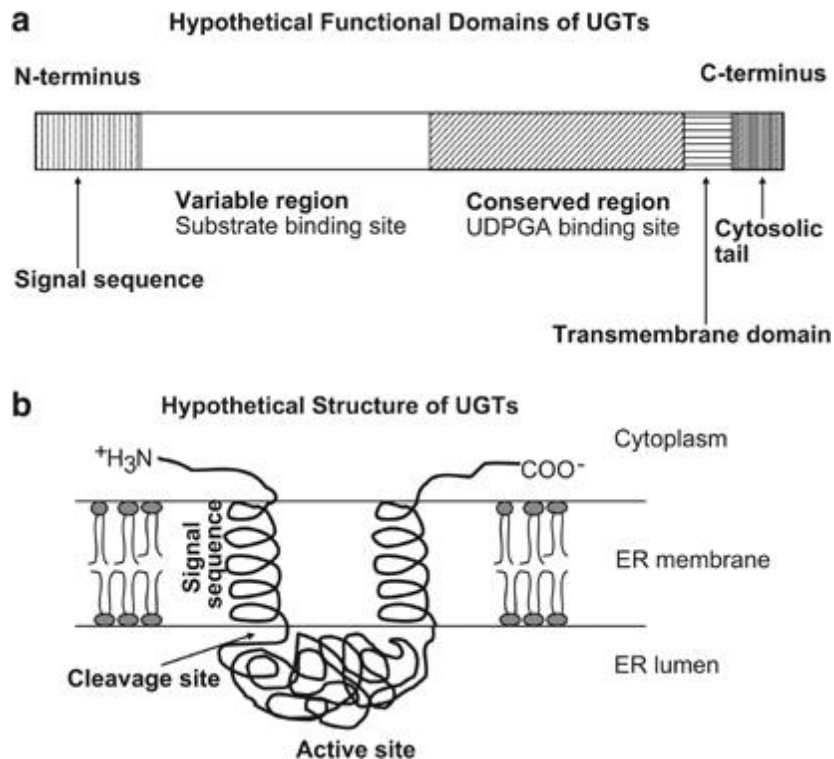 a
Hypothetical Functional Domains of UGTs
N-terminus
C-terminus
Variable region
Substrate binding site
Conserved region
UDPGA binding site
Cytosolic
tail
Signal sequence
Transmembrane domain
b
Hypothetical Structure of UGTs
Cytoplasm
⁺H₃N
COO⁻
Signal
sequence
ER membrane
Cleavage site
ER lumen
Active site